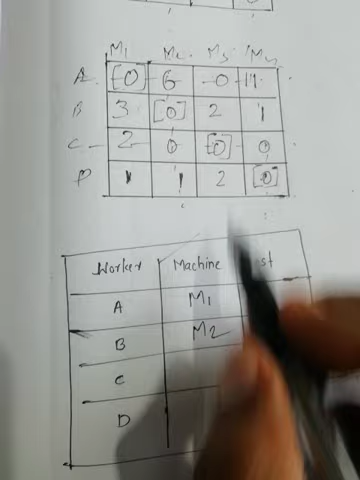 M1 M2 M3 M4
A [0] 6 0 11
B 3 [0] 2 1
C 2 0 [0] 0
D 1 1 2 [0]
Worker Machine
A M1
B M2
C
D